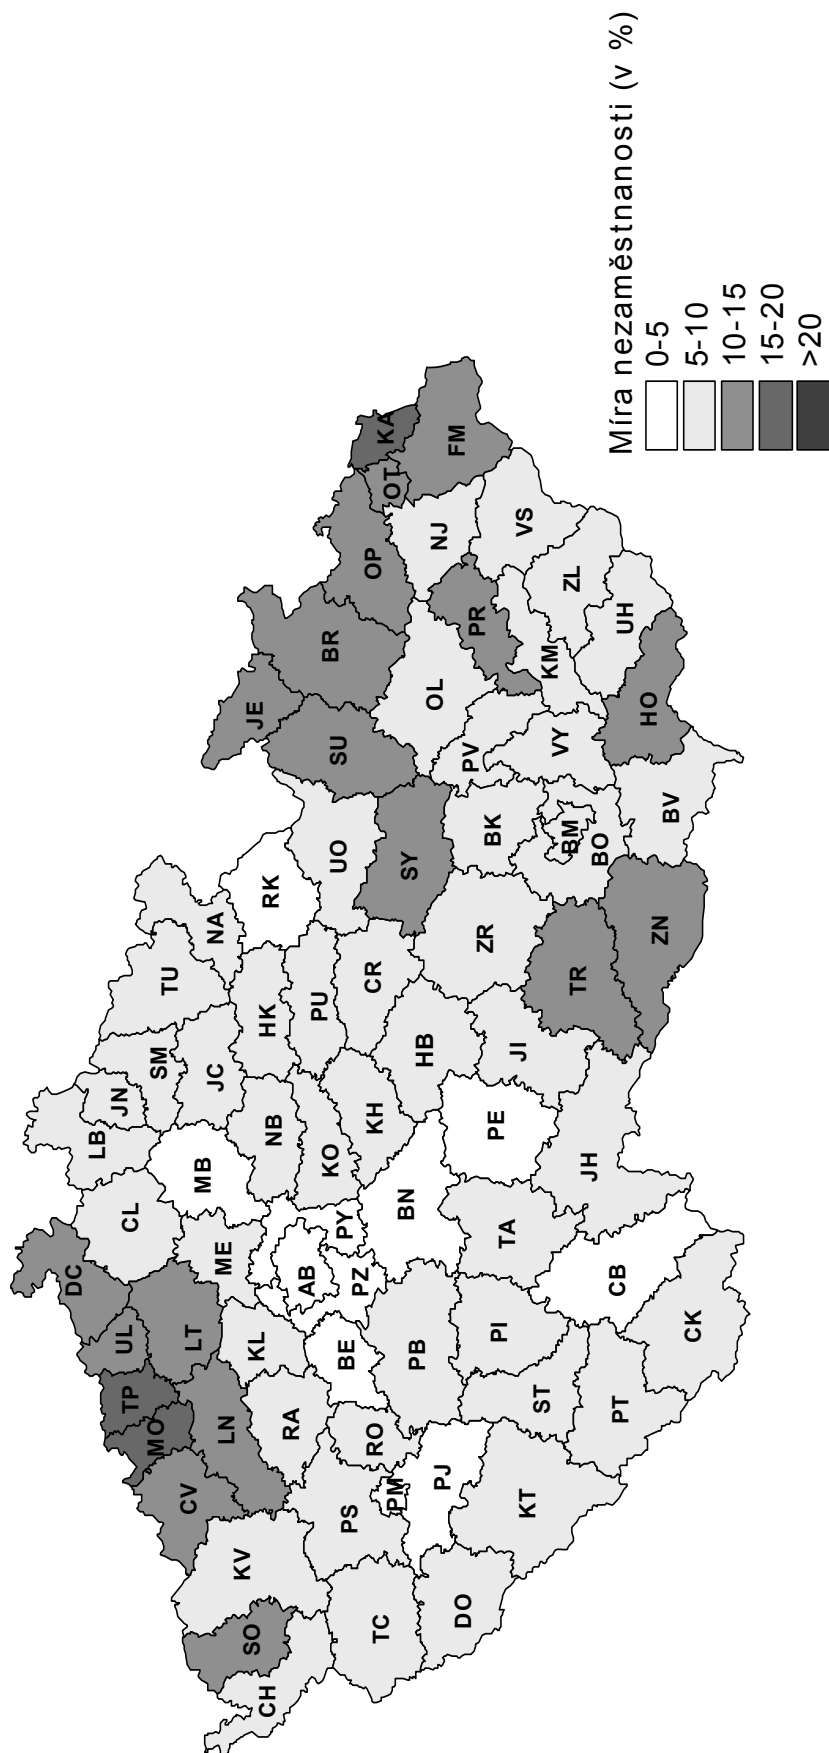 Míra nezaměstnanosti (v %)
0-5
5-10
10-15
15-20
>20
CH
SO
KV
CV
MO
TP
UL
DC
LN
LT
CL
LB
JN
SM
TU
NA
JC
MB
ME
KL
RA
TC
PS
RO
BE
AB
PY
PZ
NB
HK
RK
KO
PU
UO
DO
PM
PJ
PB
BN
KH
CR
SY
SU
JE
BR
OP
OT
KA
FM
KT
ST
PI
TA
PE
HB
ZR
BK
PV
OL
PR
NJ
VS
PT
CK
CB
JH
JI
TR
BM
BO
VY
KM
ZL
UH
HO
BV
ZN